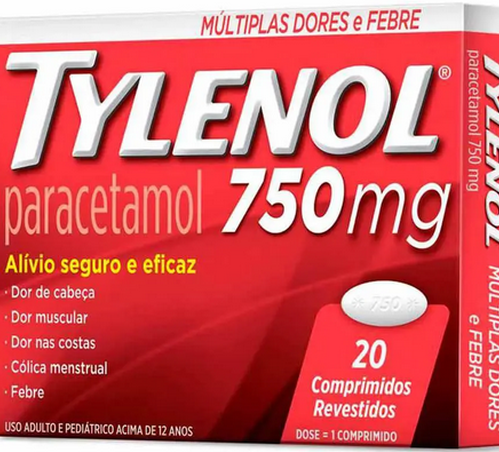 MÚLTIPLAS DORES e FEBRE
TYLENOL®
paracetamol 750mg
Alívio seguro e eficaz
· Dor de cabeça
· Dor muscular
· Dor nas costas
· Cólica menstrual
· Febre
750
20
Comprimidos
Revestidos
USO ADULTO E PEDIÁTRICO ACIMA DE 12 ANOS
DOSE = 1 COMPRIMIDO
paracetamol 750 mg
TYLENOL
MÚLTIPLAS DORES
e FEBRE